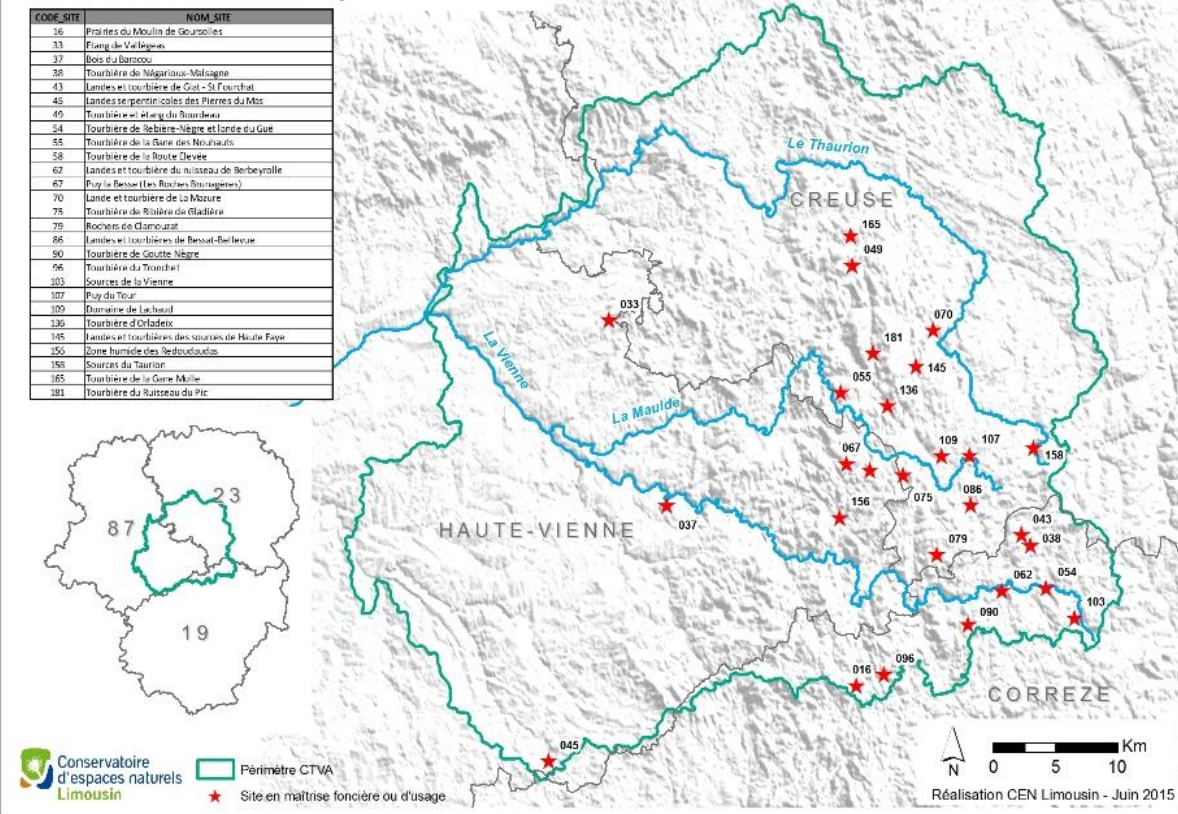 CODE_SITE NOM_SITE
16 Prairies du Moulin de Goursolles
33 Etang de Vallégeas
37 Bois du Baracou
38 Tourbière de Négarioux-Malsagne
43 Landes et tourbière de Giat - St Fourchat
45 Landes serpentinicoles des Pierres du Mas
49 Tourbière et étang du Bourdeau
54 Tourbière de Rebière-Nègre et lande du Gué
55 Tourbière de la Gane des Nouhauts
58 Tourbière de la Route Elevée
62 Landes et tourbière du ruisseau de Berbeyrolle
67 Puy la Besse (Les Roches Brunagères)
70 Lande et tourbière de La Mazure
75 Tourbière de Ribière de Gladière
79 Rochers de Clamouzat
86 Landes et tourbières de Bessat-Bellevue
90 Tourbière de Goutte Nègre
96 Tourbière du Tronchet
103 Sources de la Vienne
107 Puy du Tour
109 Domaine de Lachaud
136 Tourbière d'Orladeix
145 Landes et tourbières des sources de Haute Faye
156 Zone humide des Redoudaudas
158 Sources du Taurion
165 Tourbière de la Gane Molle
181 Tourbière du Ruisseau du Pic
Le Thaurion
CREUSE
165
049
033
070
La Vienne
181
145
055
136
La Maulde
067
109
107
158
075
156
086
037
HAUTE-VIENNE
043
038
079
062
054
103
090
096
016
CORREZE
045
23
87
19
Conservatoire
d'espaces naturels
Limousin
Périmètre CTVA
Site en maîtrise foncière ou d'usage
N
Km
0 5 10
Réalisation CEN Limousin - Juin 2015